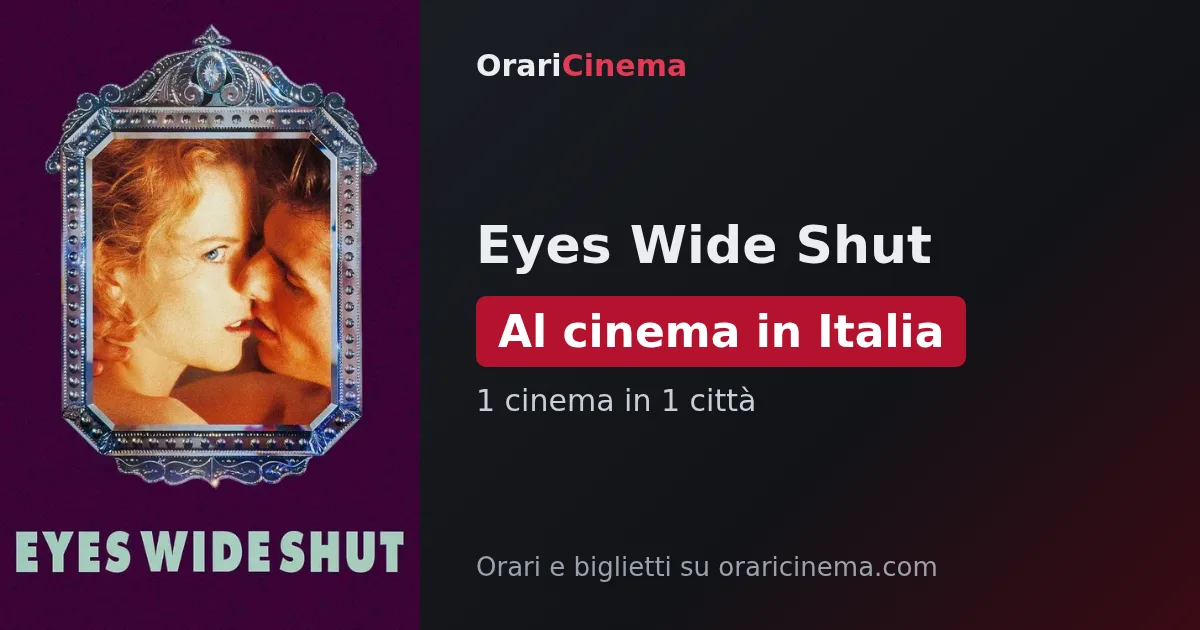 EYES WIDE SHUT
OrariCinema
Eyes Wide Shut
Al cinema in Italia
1 cinema in 1 città
Orari e biglietti su oraricinema.com